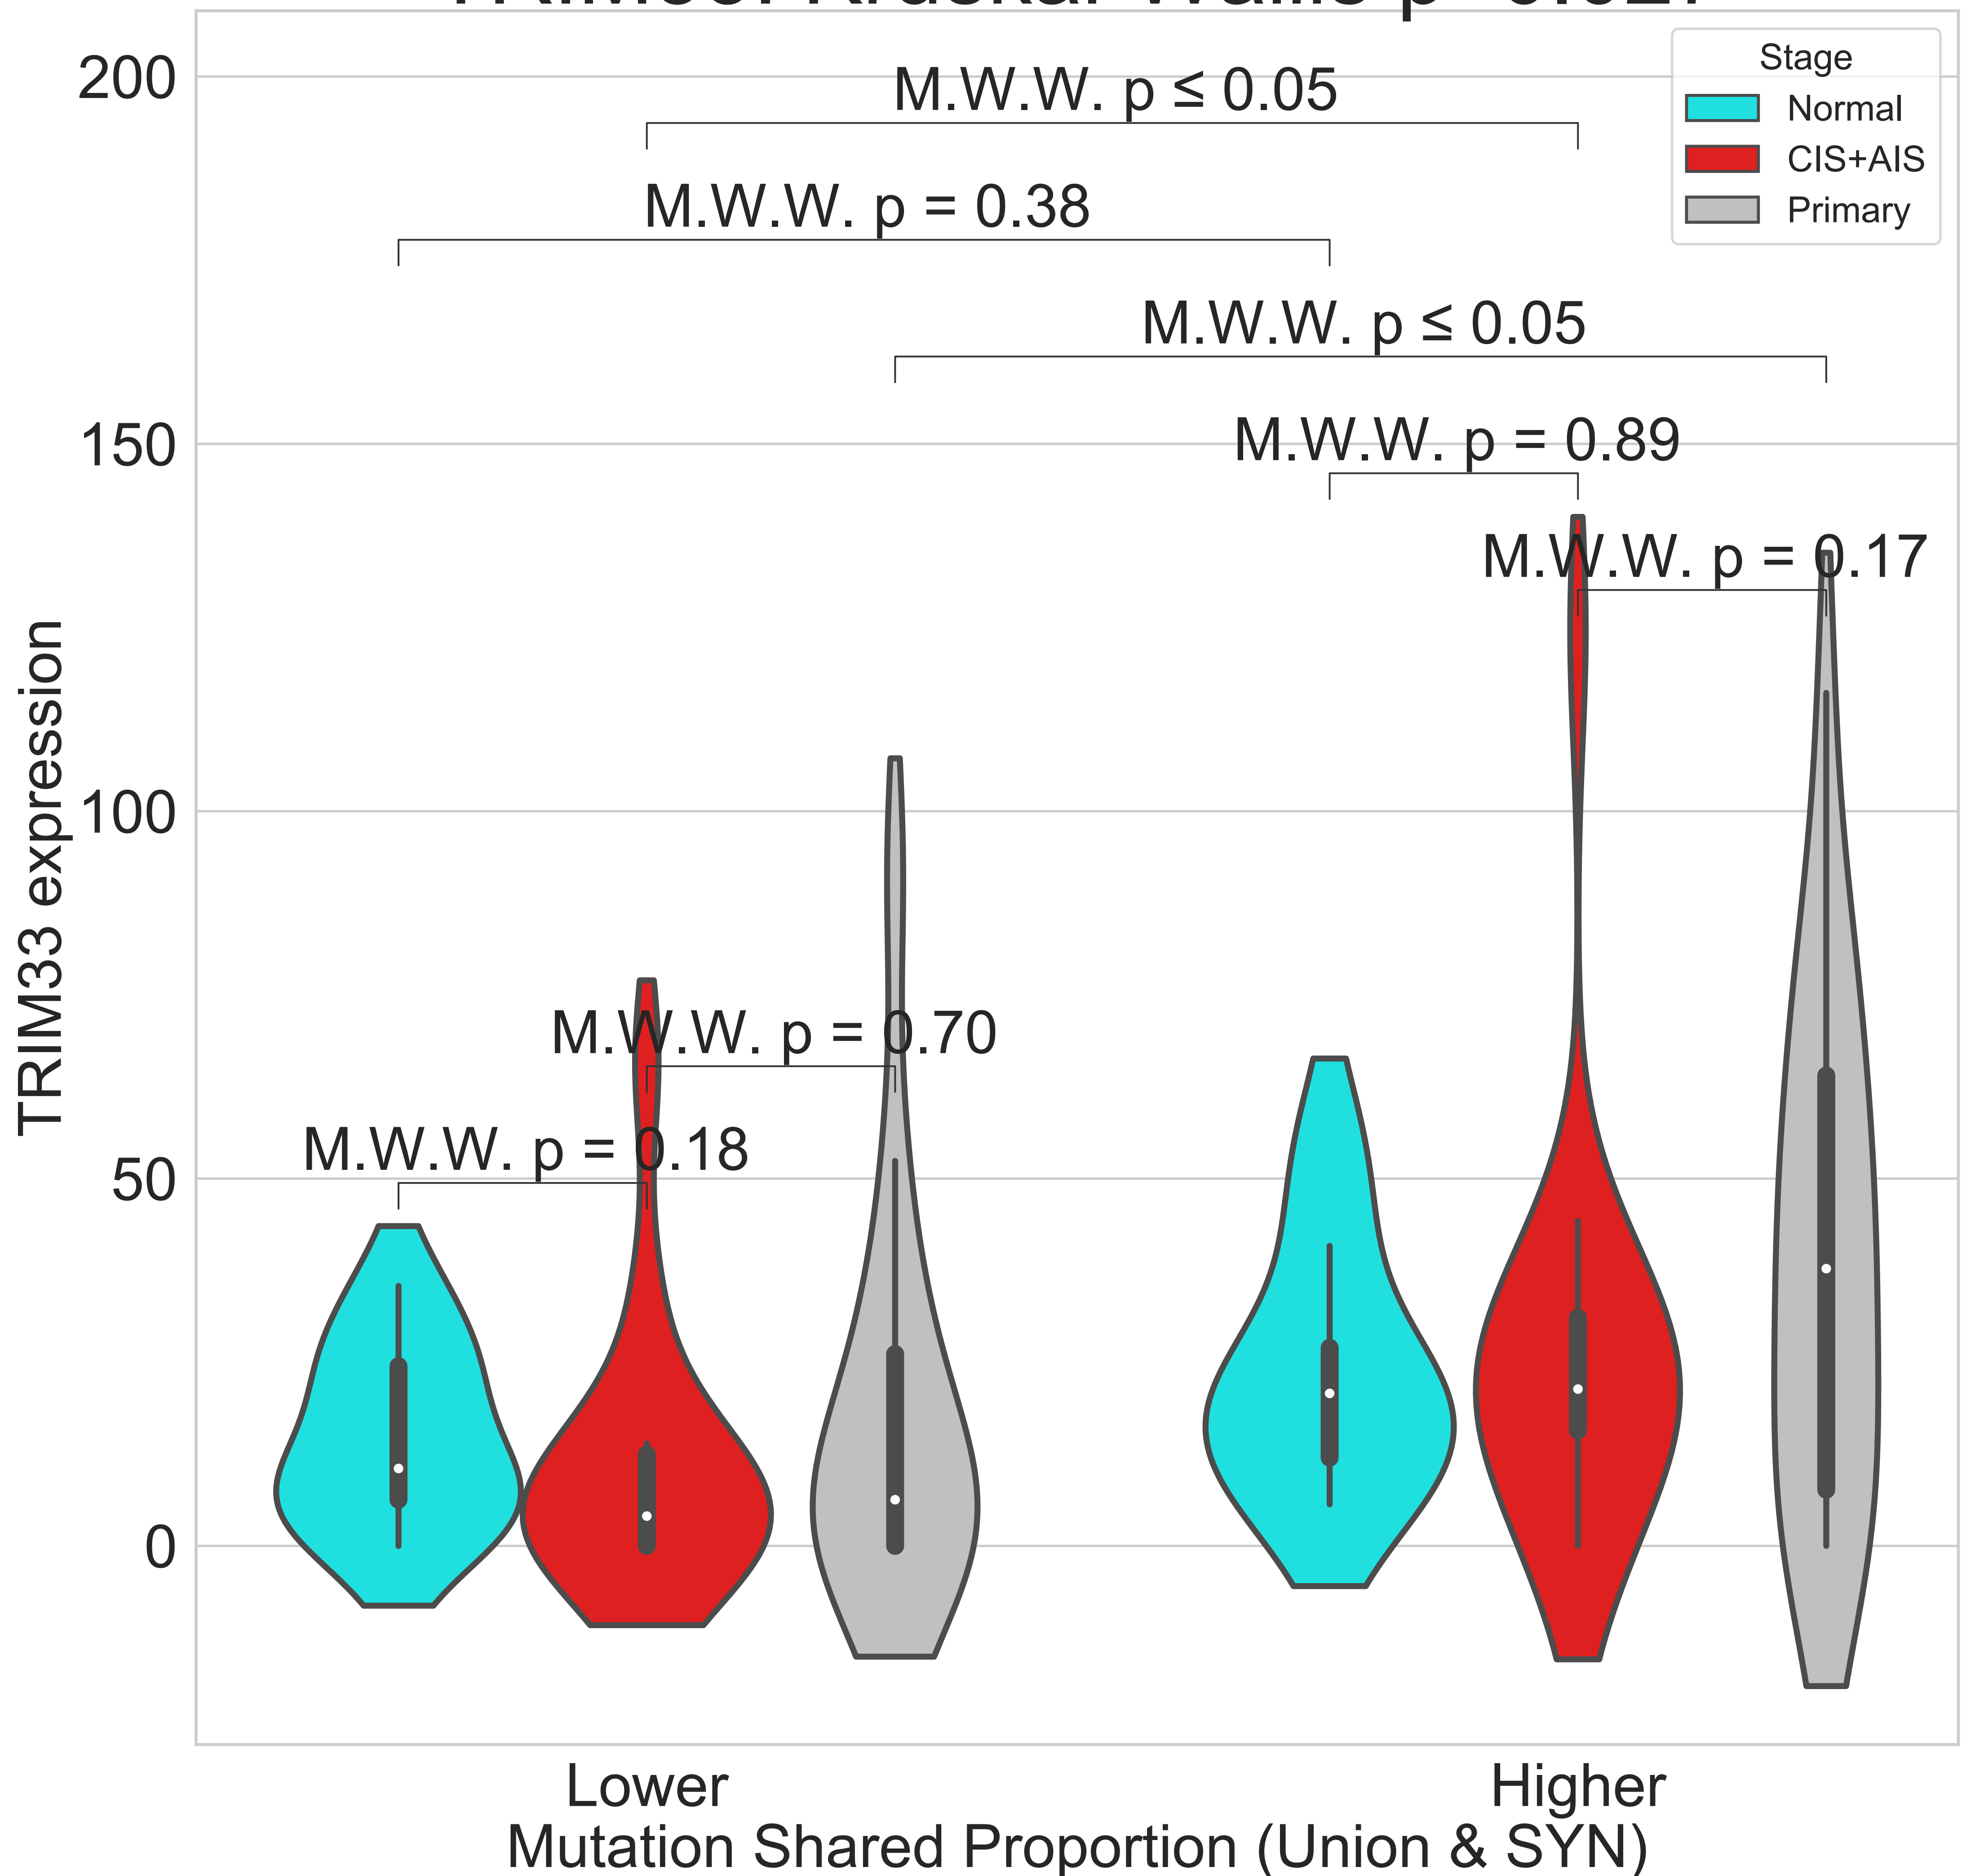 200
150
100
50
0
TRIM33 expression
Stage
Normal
CIS+AIS
Primary
M.W.W. p ≤ 0.05
M.W.W. p = 0.38
M.W.W. p ≤ 0.05
M.W.W. p = 0.89
M.W.W. p = 0.17
M.W.W. p = 0.70
M.W.W. p = 0.18
Lower
Higher
Mutation Shared Proportion (Union & SYN)